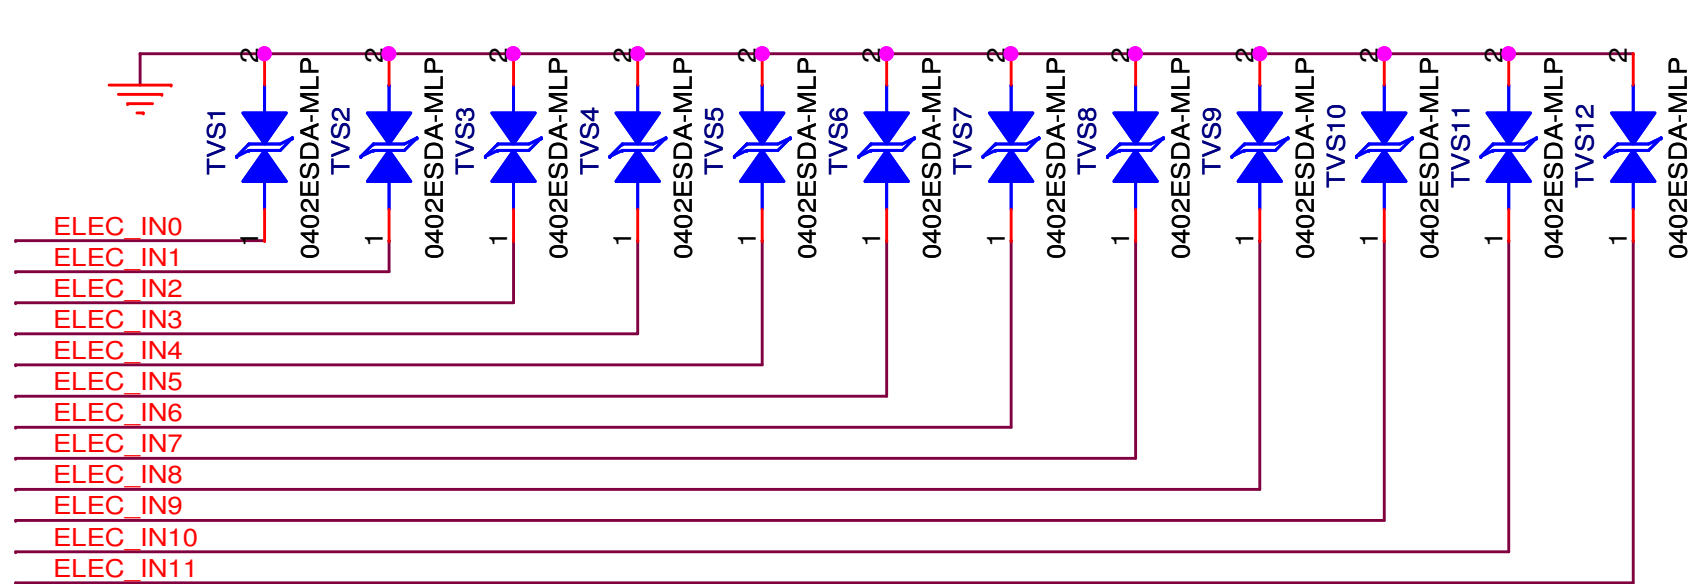 2 2 2 2 2 2 2 2 2 2 2 2
TVS1 0402ESDA-MLP
TVS2 0402ESDA-MLP
TVS3 0402ESDA-MLP
TVS4 0402ESDA-MLP
TVS5 0402ESDA-MLP
TVS6 0402ESDA-MLP
TVS7 0402ESDA-MLP
TVS8 0402ESDA-MLP
TVS9 0402ESDA-MLP
TVS10 0402ESDA-MLP
TVS11 0402ESDA-MLP
TVS12 0402ESDA-MLP
1 1 1 1 1 1 1 1 1 1 1 1
ELEC_IN0
ELEC_IN1
ELEC_IN2
ELEC_IN3
ELEC_IN4
ELEC_IN5
ELEC_IN6
ELEC_IN7
ELEC_IN8
ELEC_IN9
ELEC_IN10
ELEC_IN11